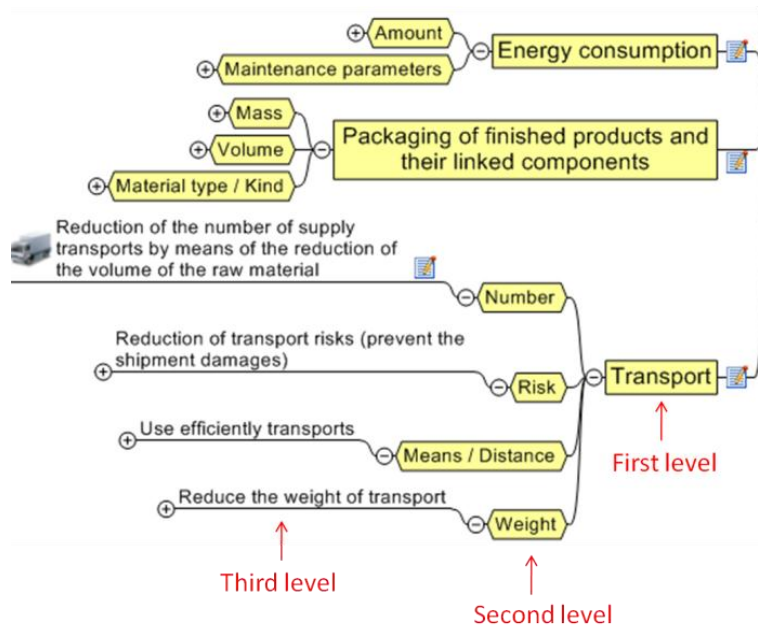 Amount
Energy consumption
Maintenance parameters
Mass
Packaging of finished products and
their linked components
Volume
Material type / Kind
Reduction of the number of supply
transports by means of the reduction of
the volume of the raw material
Number
Reduction of transport risks (prevent the
shipment damages)
Risk
Transport
Use efficiently transports
Means / Distance
First level
Reduce the weight of transport
Weight
Third level
Second level